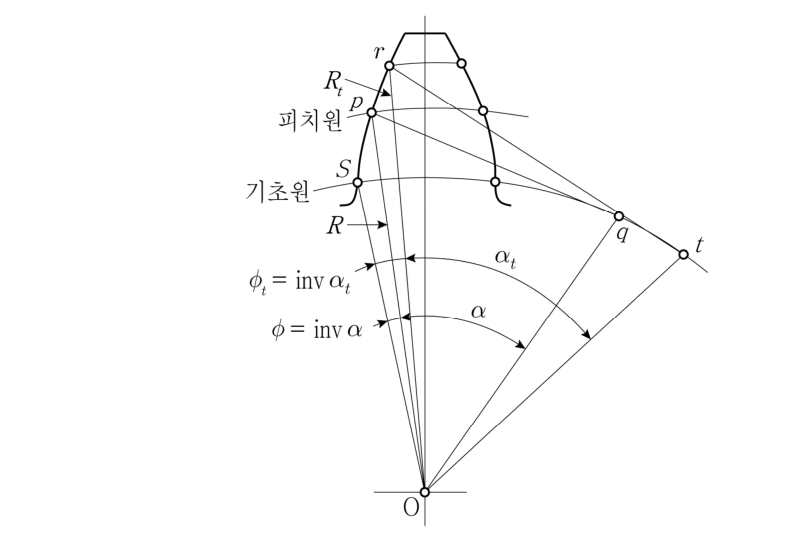 r
R_t
p
피치원
S
기초원
R
q
t
α_t
ϕ_t = inv α_t
α
ϕ = inv α
O